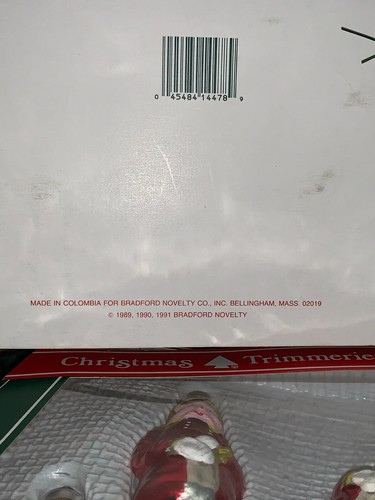 0 45484 14478 9
MADE IN COLOMBIA FOR BRADFORD NOVELTY CO., INC. BELLINGHAM, MASS. 02019
© 1989, 1990, 1991 BRADFORD NOVELTY
Christmas Trimmerie